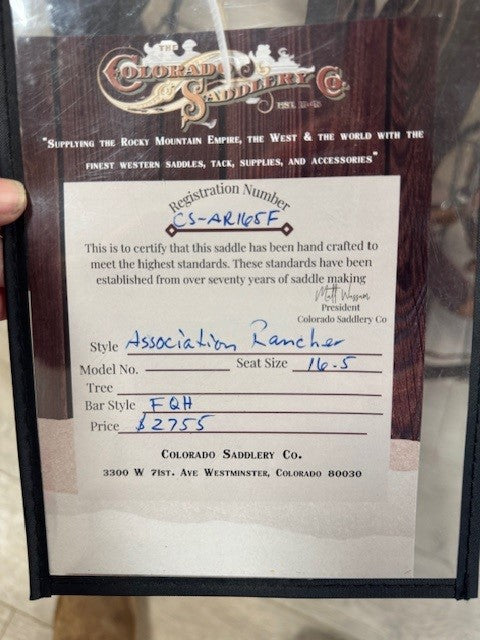 THE
COLORADO
SADDLERY CO.
EST. 1945
"SUPPLYING THE ROCKY MOUNTAIN EMPIRE, THE WEST & THE WORLD WITH THE
FINEST WESTERN SADDLES, TACK, SUPPLIES, AND ACCESSORIES"
Registration Number
CS-AR165F
This is to certify that this saddle has been hand crafted to
meet the highest standards. These standards have been
established from over seventy years of saddle making
President
Colorado Saddlery Co
Style Association Rancher
Model No. Seat Size 16.5
Tree
Bar Style FQH
Price $2755
COLORADO SADDLERY CO.
3300 W 71ST. AVE WESTMINSTER, COLORADO 80030